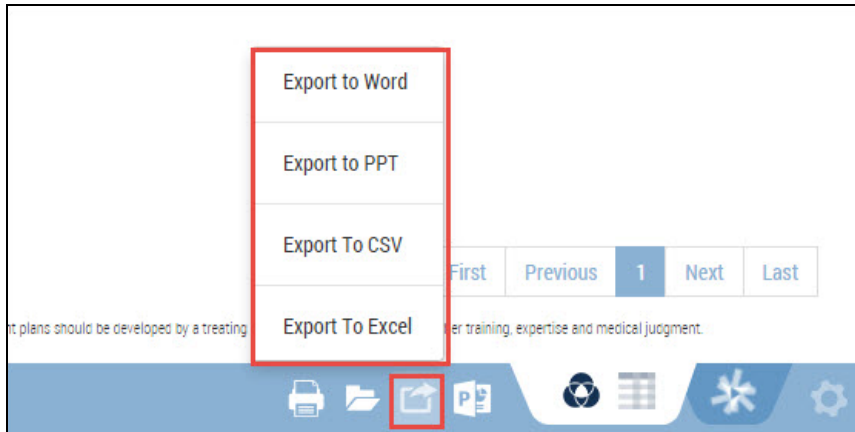 Export to Word
Export to PPT
Export To CSV
First Previous 1 Next Last
Export To Excel
nt plans should be developed by a treating er training, expertise and medical judgment.
P